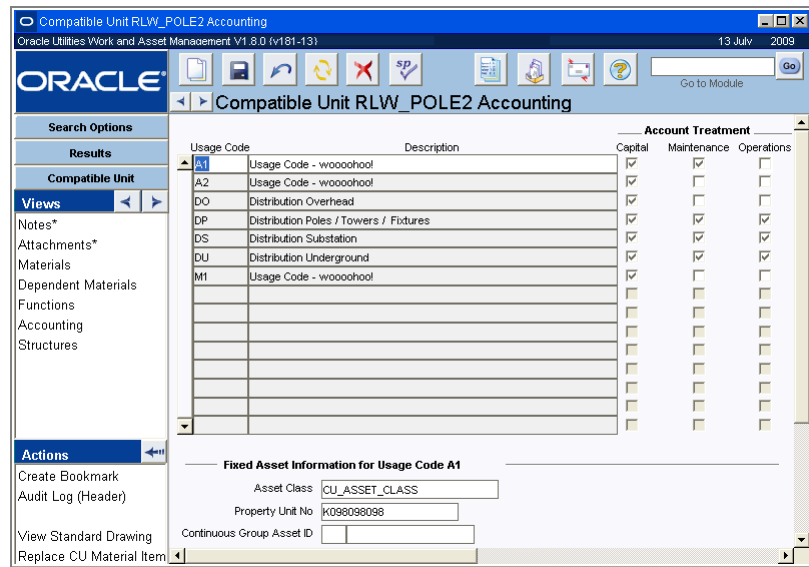 Compatible Unit RLW_POLE2 Accounting
Oracle Utilities Work and Asset Management V1.8.0 (v181-13) 13 July 2009
ORACLE
sp
Go
Go to Module
Compatible Unit RLW_POLE2 Accounting
Search Options
Results
Compatible Unit
Views
Notes*
Attachments*
Materials
Dependent Materials
Functions
Accounting
Structures
Actions
Create Bookmark
Audit Log (Header)
View Standard Drawing
Replace CU Material Item
Account Treatment
Usage Code Description Capital Maintenance Operations
A1 Usage Code - woooohoo!
A2 Usage Code - woooohoo!
DO Distribution Overhead
DP Distribution Poles / Towers / Fixtures
DS Distribution Substation
DU Distribution Underground
M1 Usage Code - woooohoo!
Fixed Asset Information for Usage Code A1
Asset Class CU_ASSET_CLASS
Property Unit No K098098098
Continuous Group Asset ID